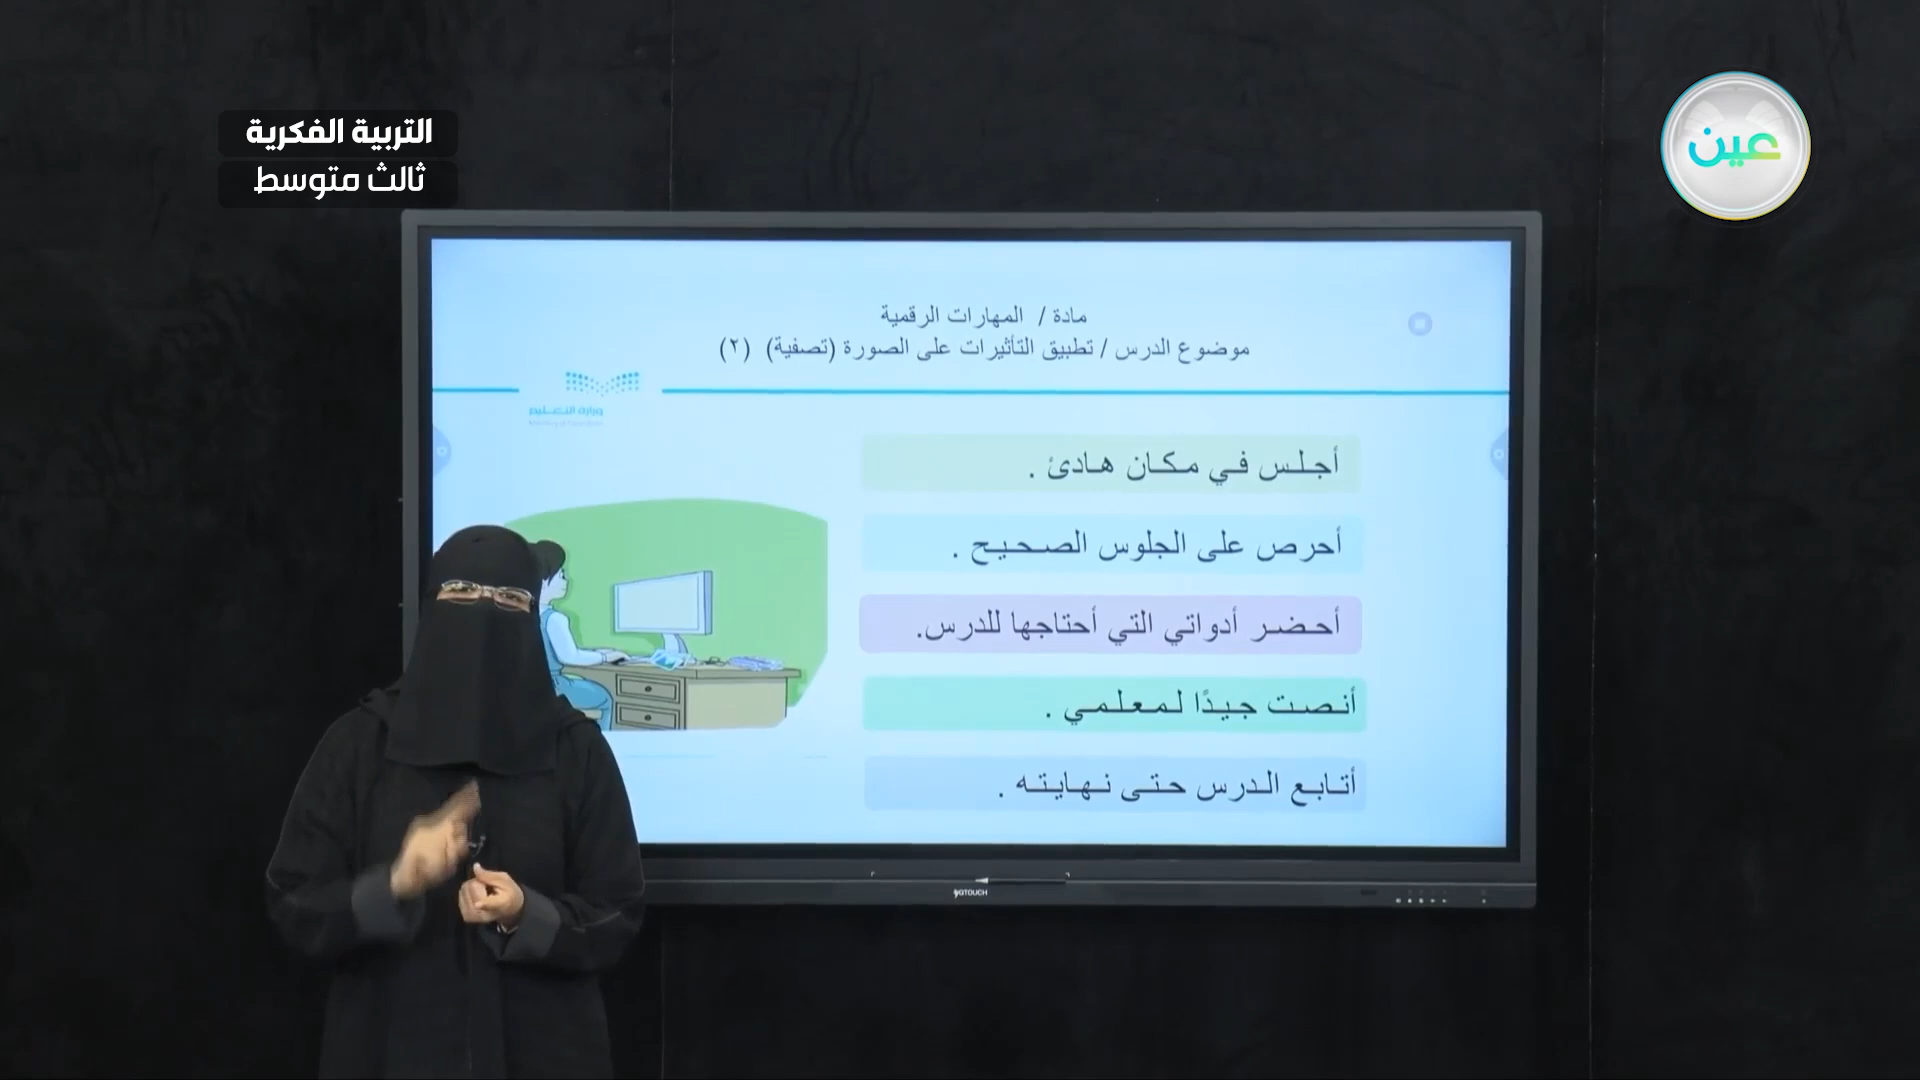 التربية الفكرية
ثالث متوسط
عين
مادة / المهارات الرقمية
موضوع الدرس / تطبيق التأثيرات على الصورة (تصفية) (٢)
وزارة التعليم
أجلس في مكان هادئ .
أحرص على الجلوس الصحيح .
أحضر أدواتي التي أحتاجها للدرس.
أنصت جيدًا لمعلمي .
أتابع الدرس حتى نهايته .